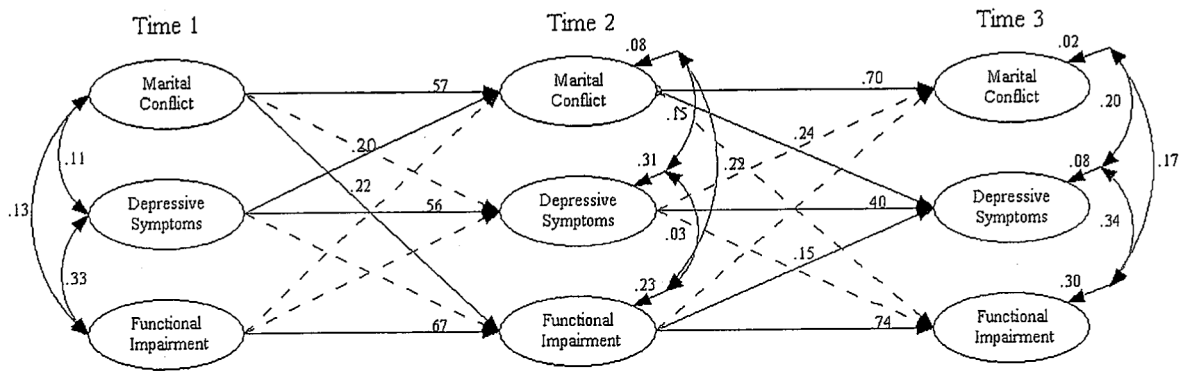 Time 1
Time 2
Time 3
Marital
Conflict
.57
.08
Marital
Conflict
.70
.02
Marital
Conflict
.11
.20
.15
.24
.20
.13
.22
.31
.22
.08
.17
Depressive
Symptoms
56
Depressive
Symptoms
40
Depressive
Symptoms
.33
.03
.15
.34
.23
.30
Functional
Impairment
67
Functional
Impairment
.74
Functional
Impairment